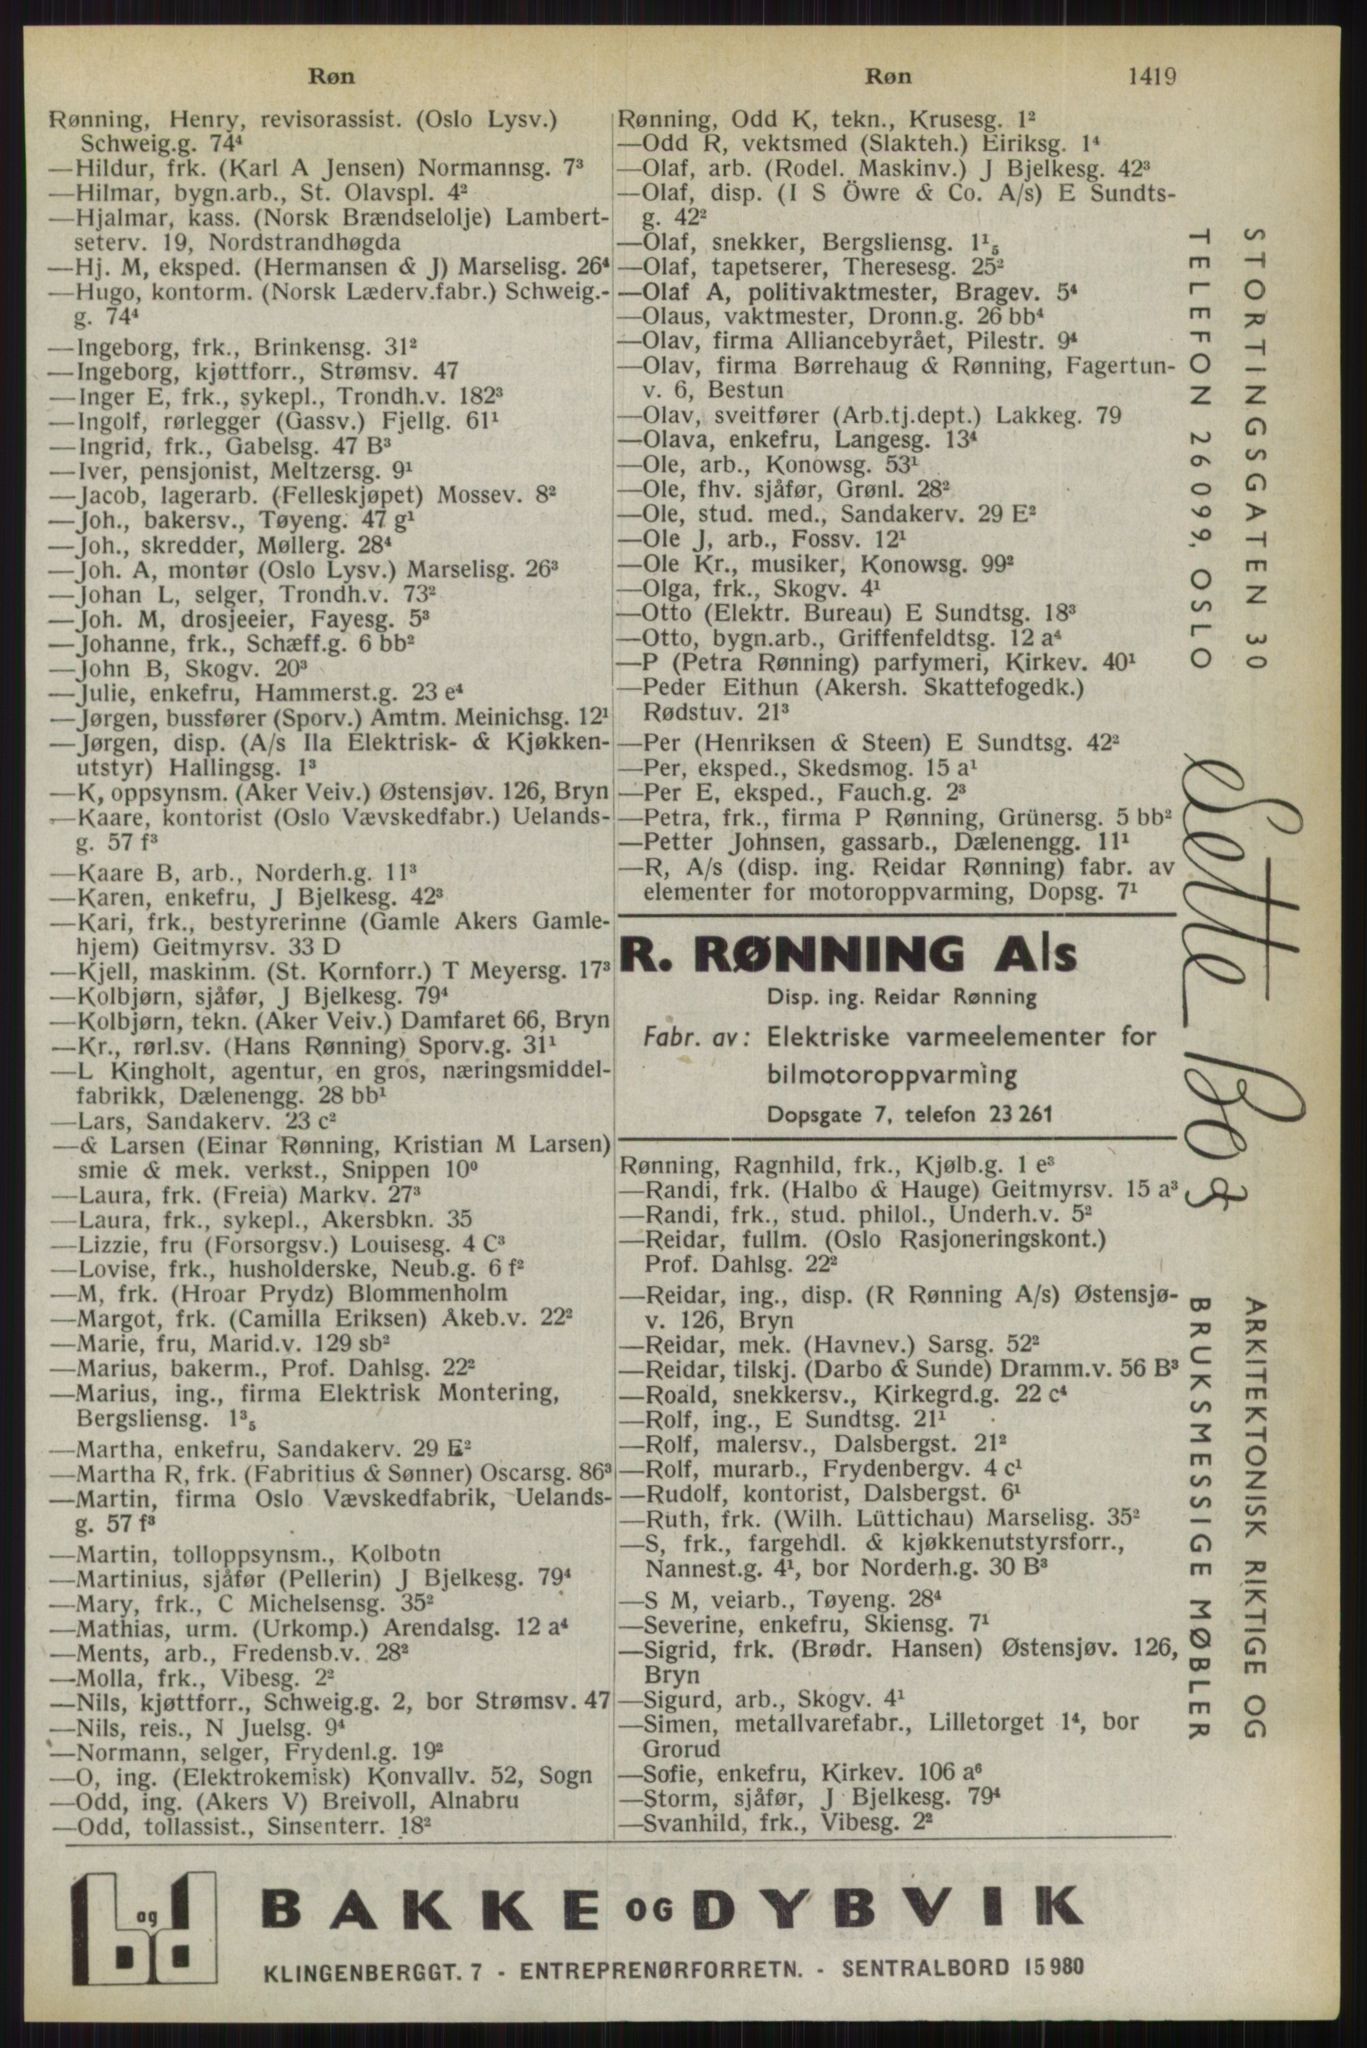 Røn
Røn 1419
Rønning, Henry, revisorassist. (Oslo Lysv.)
Schweig.g. 74⁴
—Hildur, frk. (Karl A Jensen) Normannsg. 7³
—Hilmar, bygn.arb., St. Olavspl. 4²
—Hjalmar, kass. (Norsk Brændselolje) Lambert-
seterv. 19, Nordstrandhøgda
—Hj. M, eksped. (Hermansen & J) Marselisg. 26⁴
—Hugo, kontorm. (Norsk Læderv.fabr.) Schweig.-
g. 74⁴
—Ingeborg, frk., Brinkensg. 31²
—Ingeborg, kjøttforr., Strømsv. 47
—Inger E, frk., sykepl., Trondh.v. 182³
—Ingolf, rørlegger (Gassv.) Fjellg. 61¹
—Ingrid, frk., Gabelsg. 47 B³
—Iver, pensjonist, Meltzersg. 9¹
—Jacob, lagerarb. (Felleskjøpet) Mossev. 8²
—Joh., bakersv., Tøyeng. 47 g¹
—Joh., skredder, Møllerg. 28⁴
—Joh. A, montør (Oslo Lysv.) Marselisg. 26³
—Johan L, selger, Trondh.v. 73²
—Joh. M, drosjeeier, Fayesg. 5³
—Johanne, frk., Schæff.g. 6 bb²
—John B, Skogv. 20³
—Julie, enkefru, Hammerst.g. 23 e⁴
—Jørgen, bussfører (Sporv.) Amtm. Meinichsg. 12¹
—Jørgen, disp. (A/s Ila Elektrisk- & Kjøkken-
utstyr) Hallingsg. 1³
—K, oppsynsm. (Aker Veiv.) Østensjøv. 126, Bryn
—Kaare, kontorist (Oslo Vævskedfabr.) Uelands-
g. 57 f³
—Kaare B, arb., Norderh.g. 11³
—Karen, enkefru, J Bjelkesg. 42³
—Kari, frk., bestyrerinne (Gamle Akers Gamle-
hjem) Geitmyrsv. 33 D
—Kjell, maskinm. (St. Kornforr.) T Meyersg. 17³
—Kolbjørn, sjåfør, J Bjelkesg. 79⁴
—Kolbjørn, tekn. (Aker Veiv.) Damfaret 66, Bryn
—Kr., rørl.sv. (Hans Rønning) Sporv.g. 31¹
—L Kingholt, agentur, en gros, næringsmiddel-
fabrikk, Dælenengg. 28 bb¹
—Lars, Sandakerv. 23 c²
—& Larsen (Einar Rønning, Kristian M Larsen)
smie & mek. verkst., Snippen 10⁰
—Laura, frk. (Freia) Markv. 27³
—Laura, frk., sykepl., Akersbkn. 35
—Lizzie, fru (Forsorgsv.) Louisesg. 4 C³
—Lovise, frk., husholderske, Neub.g. 6 f²
—M, frk. (Hroar Prydz) Blommenholm
—Margot, frk. (Camilla Eriksen) Åkeb.v. 22²
—Marie, fru, Marid.v. 129 sb²
—Marius, bakerm., Prof. Dahlsg. 22²
—Marius, ing., firma Elektrisk Montering,
Bergsliensg. 1³₅
—Martha, enkefru, Sandakerv. 29 E²
—Martha R, frk. (Fabritius & Sønner) Oscarsg. 86³
—Martin, firma Oslo Vævskedfabrik, Uelands-
g. 57 f³
—Martin, tolloppsynsm., Kolbotn
—Martinius, sjåfør (Pellerin) J Bjelkesg. 79⁴
—Mary, frk., C Michelsensg. 35²
—Mathias, urm. (Urkomp.) Arendalsg. 12 a⁴
—Ments, arb., Fredensb.v. 28²
—Molla, frk., Vibesg. 2²
—Nils, kjøttforr., Schweig.g. 2, bor Strømsv. 47
—Nils, reis., N Juelsg. 9⁴
—Normann, selger, Frydenl.g. 19²
—O, ing. (Elektrokemisk) Konvallv. 52, Sogn
—Odd, ing. (Akers V) Breivoll, Alnabru
—Odd, tollassist., Sinsenterr. 18²
Rønning, Odd K, tekn., Krusesg. 1²
—Odd R, vektsmed (Slakteh.) Eiriksg. 1⁴
—Olaf, arb. (Rodel. Maskinv.) J Bjelkesg. 42³
—Olaf, disp. (I S Öwre & Co. A/s) E Sundts-
g. 42²
—Olaf, snekker, Bergsliensg. 1¹₅
—Olaf, tapetserer, Theresesg. 25²
—Olaf A, politivaktmester, Bragev. 5⁴
—Olaus, vaktmester, Dronn.g. 26 bb⁴
—Olav, firma Alliancebyrået, Pilestr. 9⁴
—Olav, firma Børrehaug & Rønning, Fagertun-
v. 6, Bestun
—Olav, sveitfører (Arb.tj.dept.) Lakkeg. 79
—Olava, enkefru, Langesg. 13⁴
—Ole, arb., Konowsg. 53¹
—Ole, fhv. sjåfør, Grønl. 28²
—Ole, stud. med., Sandakerv. 29 E²
—Ole J, arb., Fossv. 12¹
—Ole Kr., musiker, Konowsg. 99²
—Olga, frk., Skogv. 4¹
—Otto (Elektr. Bureau) E Sundtsg. 18³
—Otto, bygn.arb., Griffenfeldtsg. 12 a⁴
—P (Petra Rønning) parfymeri, Kirkev. 40¹
—Peder Eithun (Akersh. Skattefogedk.)
Rødstuv. 21³
—Per (Henriksen & Steen) E Sundtsg. 42²
—Per, eksped., Skedsmog. 15 a¹
—Per E, eksped., Fauch.g. 2³
—Petra, frk., firma P Rønning, Grünersg. 5 bb²
—Petter Johnsen, gassarb., Dælenengg. 11¹
—R, A/s (disp. ing. Reidar Rønning) fabr. av
elementer for motoroppvarming, Dopsg. 7¹
R. RØNNING A/s
Disp. ing. Reidar Rønning
Fabr. av: Elektriske varmeelementer for
bilmotoroppvarming
Dopsgate 7, telefon 23 261
Rønning, Ragnhild, frk., Kjølb.g. 1 e³
—Randi, frk. (Halbo & Hauge) Geitmyrsv. 15 a³
—Randi, frk., stud. philol., Underh.v. 5²
—Reidar, fullm. (Oslo Rasjoneringskont.)
Prof. Dahlsg. 22²
—Reidar, ing., disp. (R Rønning A/s) Østensjø-
v. 126, Bryn
—Reidar, mek. (Havnev.) Sarsg. 52²
—Reidar, tilskj. (Darbo & Sunde) Dramm.v. 56 B³
—Roald, snekkersv., Kirkegrd.g. 22 c⁴
—Rolf, ing., E Sundtsg. 21¹
—Rolf, malersv., Dalsbergst. 21²
—Rolf, murarb., Frydenbergv. 4 c¹
—Rudolf, kontorist, Dalsbergst. 6¹
—Ruth, frk. (Wilh. Lüttichau) Marselisg. 35²
—S, frk., fargehdl. & kjøkkenutstyrsforr.,
Nannest.g. 4¹, bor Norderh.g. 30 B³
—S M, veiarb., Tøyeng. 28⁴
—Severine, enkefru, Skiensg. 7¹
—Sigrid, frk. (Brødr. Hansen) Østensjøv. 126,
Bryn
—Sigurd, arb., Skogv. 4¹
—Simen, metallvarefabr., Lilletorget 1⁴, bor
Grorud
—Sofie, enkefru, Kirkev. 106 a⁶
—Storm, sjåfør, J Bjelkesg. 79⁴
—Svanhild, frk., Vibesg. 2²
STORTINGSGATEN 30
TELEFON 26099, OSLO
Sette Bo &
ARKITEKTONISK RIKTIGE OG
BRUKSMESSIGE MØBLER
og
BAKKE OG DYBVIK
KLINGENBERGGT. 7 - ENTREPRENØRFORRETN. - SENTRALBORD 15 980